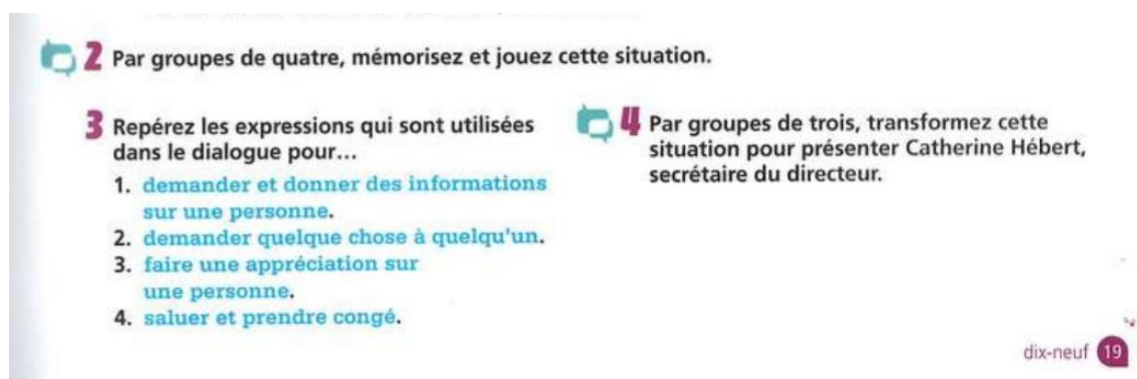 2 Par groupes de quatre, mémorisez et jouez cette situation.
3 Repérez les expressions qui sont utilisées
dans le dialogue pour...
1. demander et donner des informations
sur une personne.
2. demander quelque chose à quelqu'un.
3. faire une appréciation sur
une personne.
4. saluer et prendre congé.
4 Par groupes de trois, transformez cette
situation pour présenter Catherine Hébert,
secrétaire du directeur.
dix-neuf 19